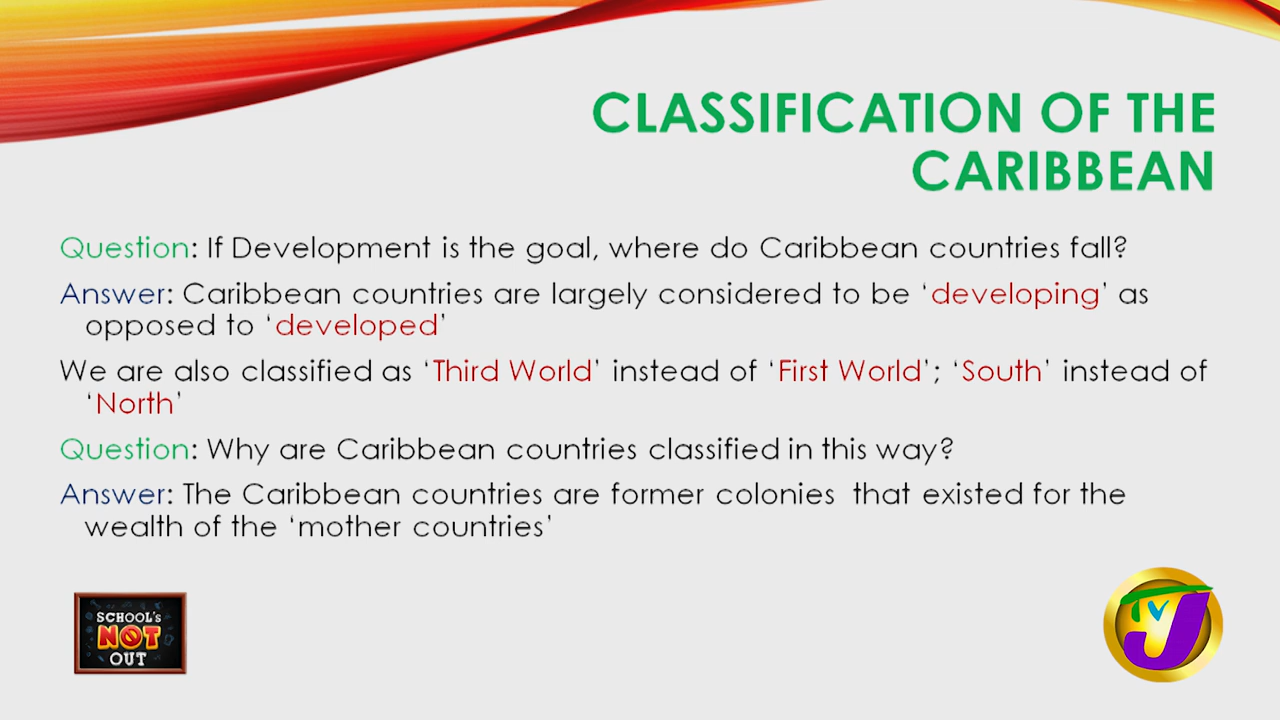 CLASSIFICATION OF THE
CARIBBEAN
Question: If Development is the goal, where do Caribbean countries fall?
Answer: Caribbean countries are largely considered to be ‘developing’ as
opposed to ‘developed’
We are also classified as ‘Third World’ instead of ‘First World’; ‘South’ instead of
‘North’
Question: Why are Caribbean countries classified in this way?
Answer: The Caribbean countries are former colonies  that existed for the
wealth of the ‘mother countries’
SCHOOL'S
NOT
OUT
TVJ